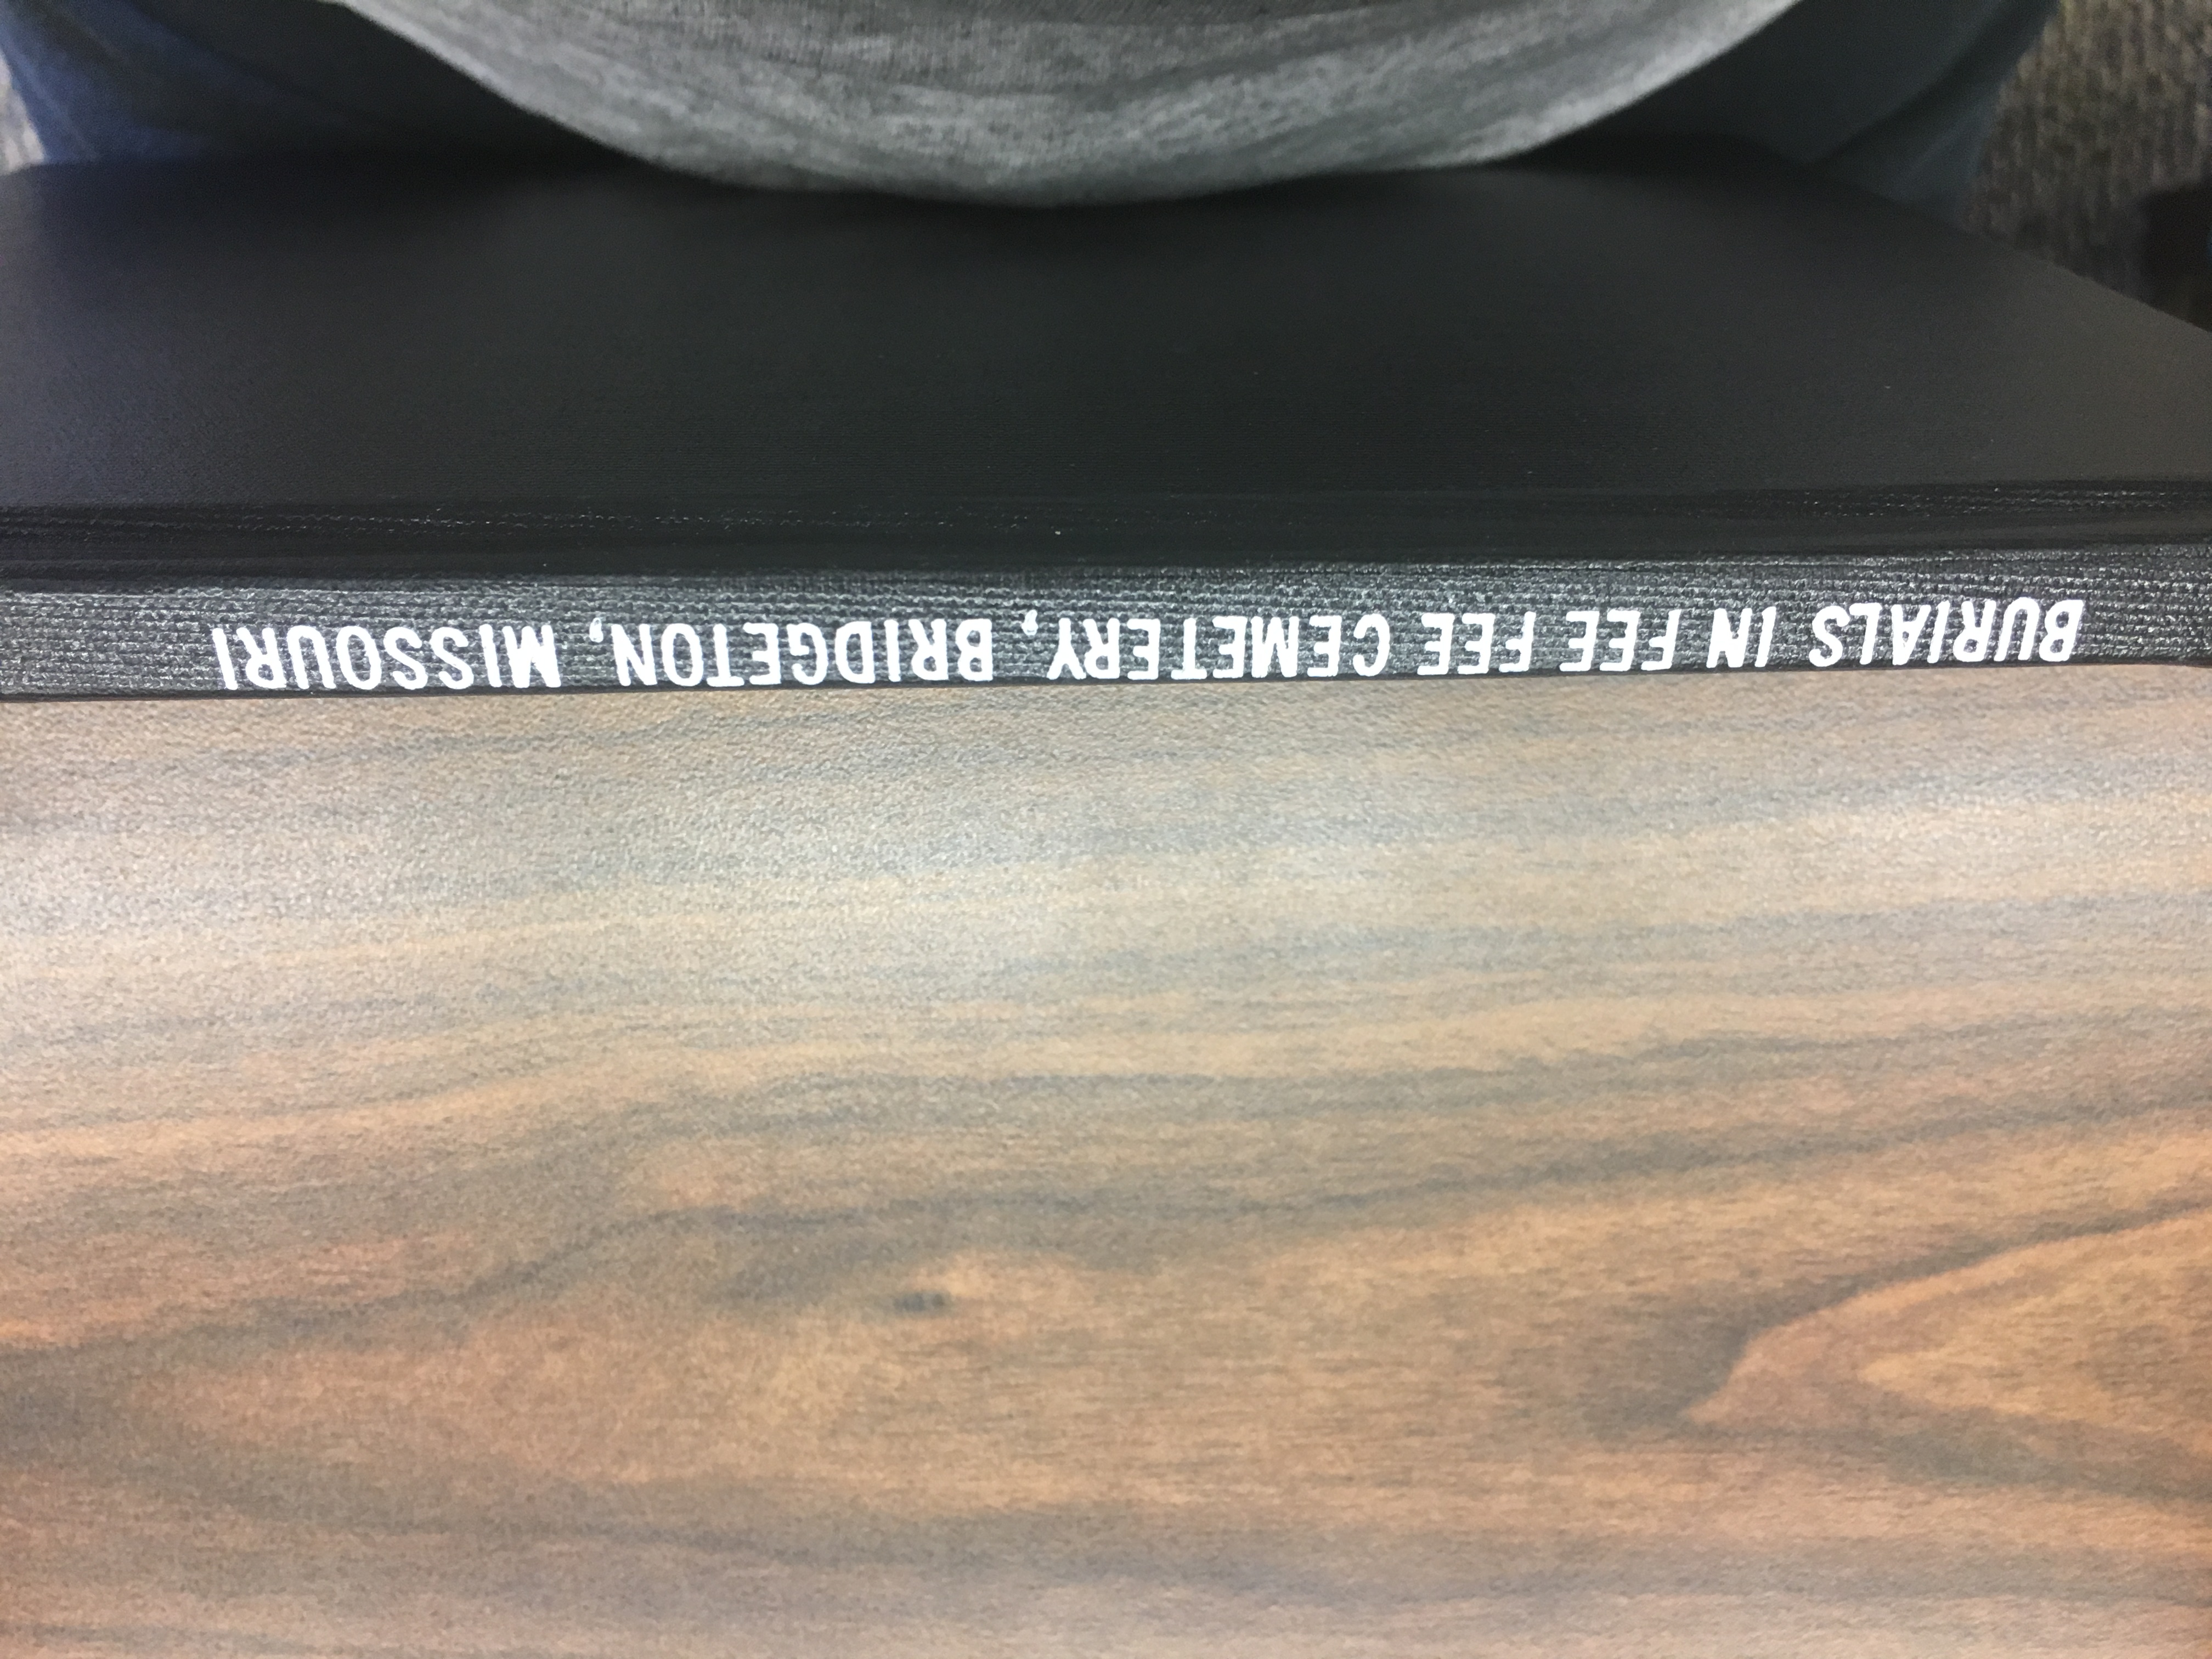 BURIALS IN FEE FEE CEMETERY, BRIDGETON, MISSOURI